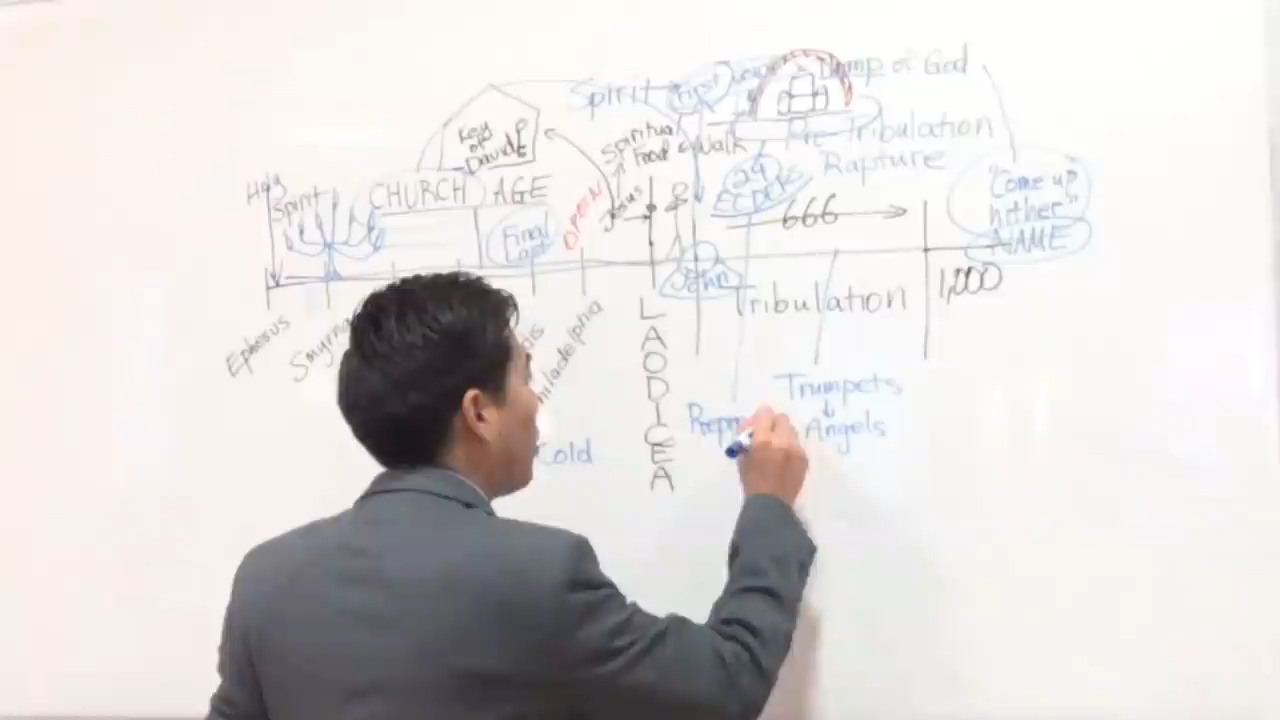 Spirit
Trump of God
Key
of
David
Spiritual
Food & Walk
Pre-Tribulation
Rapture
Holy
Spirit
CHURCH AGE
OPEN
Jesus
24
ELDERS
666
"Come up
hither"
NAME
Final
John
Tribulation
1,000
Ephesus
Smyrna
Philadelphia
LAODICEA
Trumpets
Angels
Cold